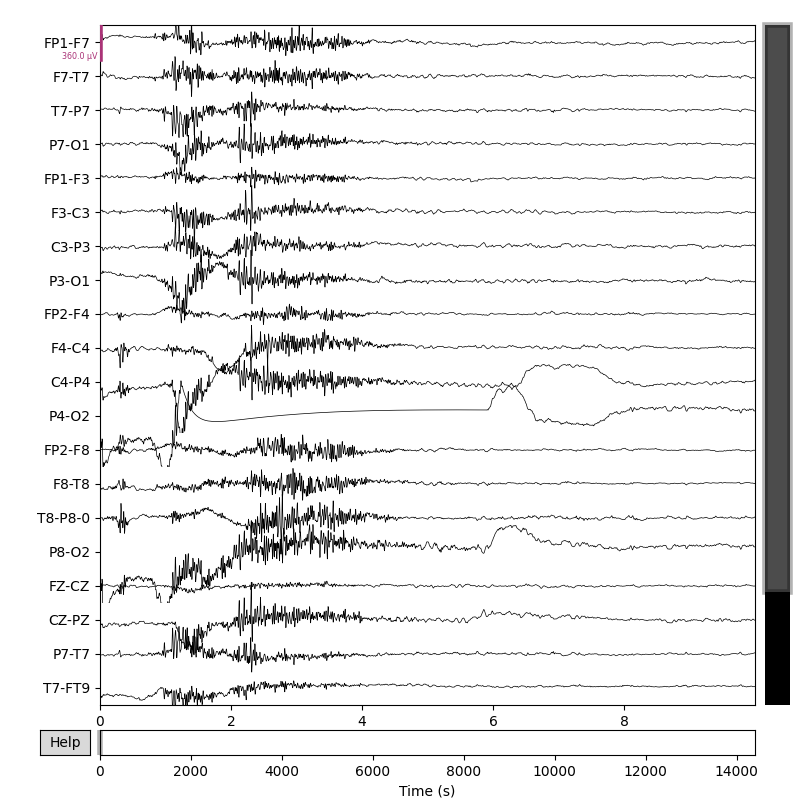 FP1-F7
360.0 µV
F7-T7
T7-P7
P7-O1
FP1-F3
F3-C3
C3-P3
P3-O1
FP2-F4
F4-C4
C4-P4
P4-O2
FP2-F8
F8-T8
T8-P8-0
P8-O2
FZ-CZ
CZ-PZ
P7-T7
T7-FT9
0 2 4 6 8
Help
0 2000 4000 6000 8000 10000 12000 14000
Time (s)